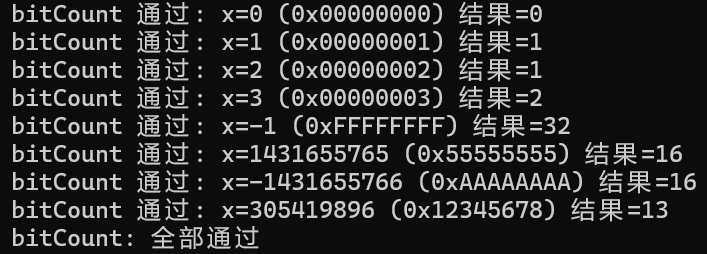 bitCount 通过: x=0 (0x00000000) 结果=0
bitCount 通过: x=1 (0x00000001) 结果=1
bitCount 通过: x=2 (0x00000002) 结果=1
bitCount 通过: x=3 (0x00000003) 结果=2
bitCount 通过: x=-1 (0xFFFFFFFF) 结果=32
bitCount 通过: x=1431655765 (0x55555555) 结果=16
bitCount 通过: x=-1431655766 (0xAAAAAAAA) 结果=16
bitCount 通过: x=305419896 (0x12345678) 结果=13
bitCount: 全部通过